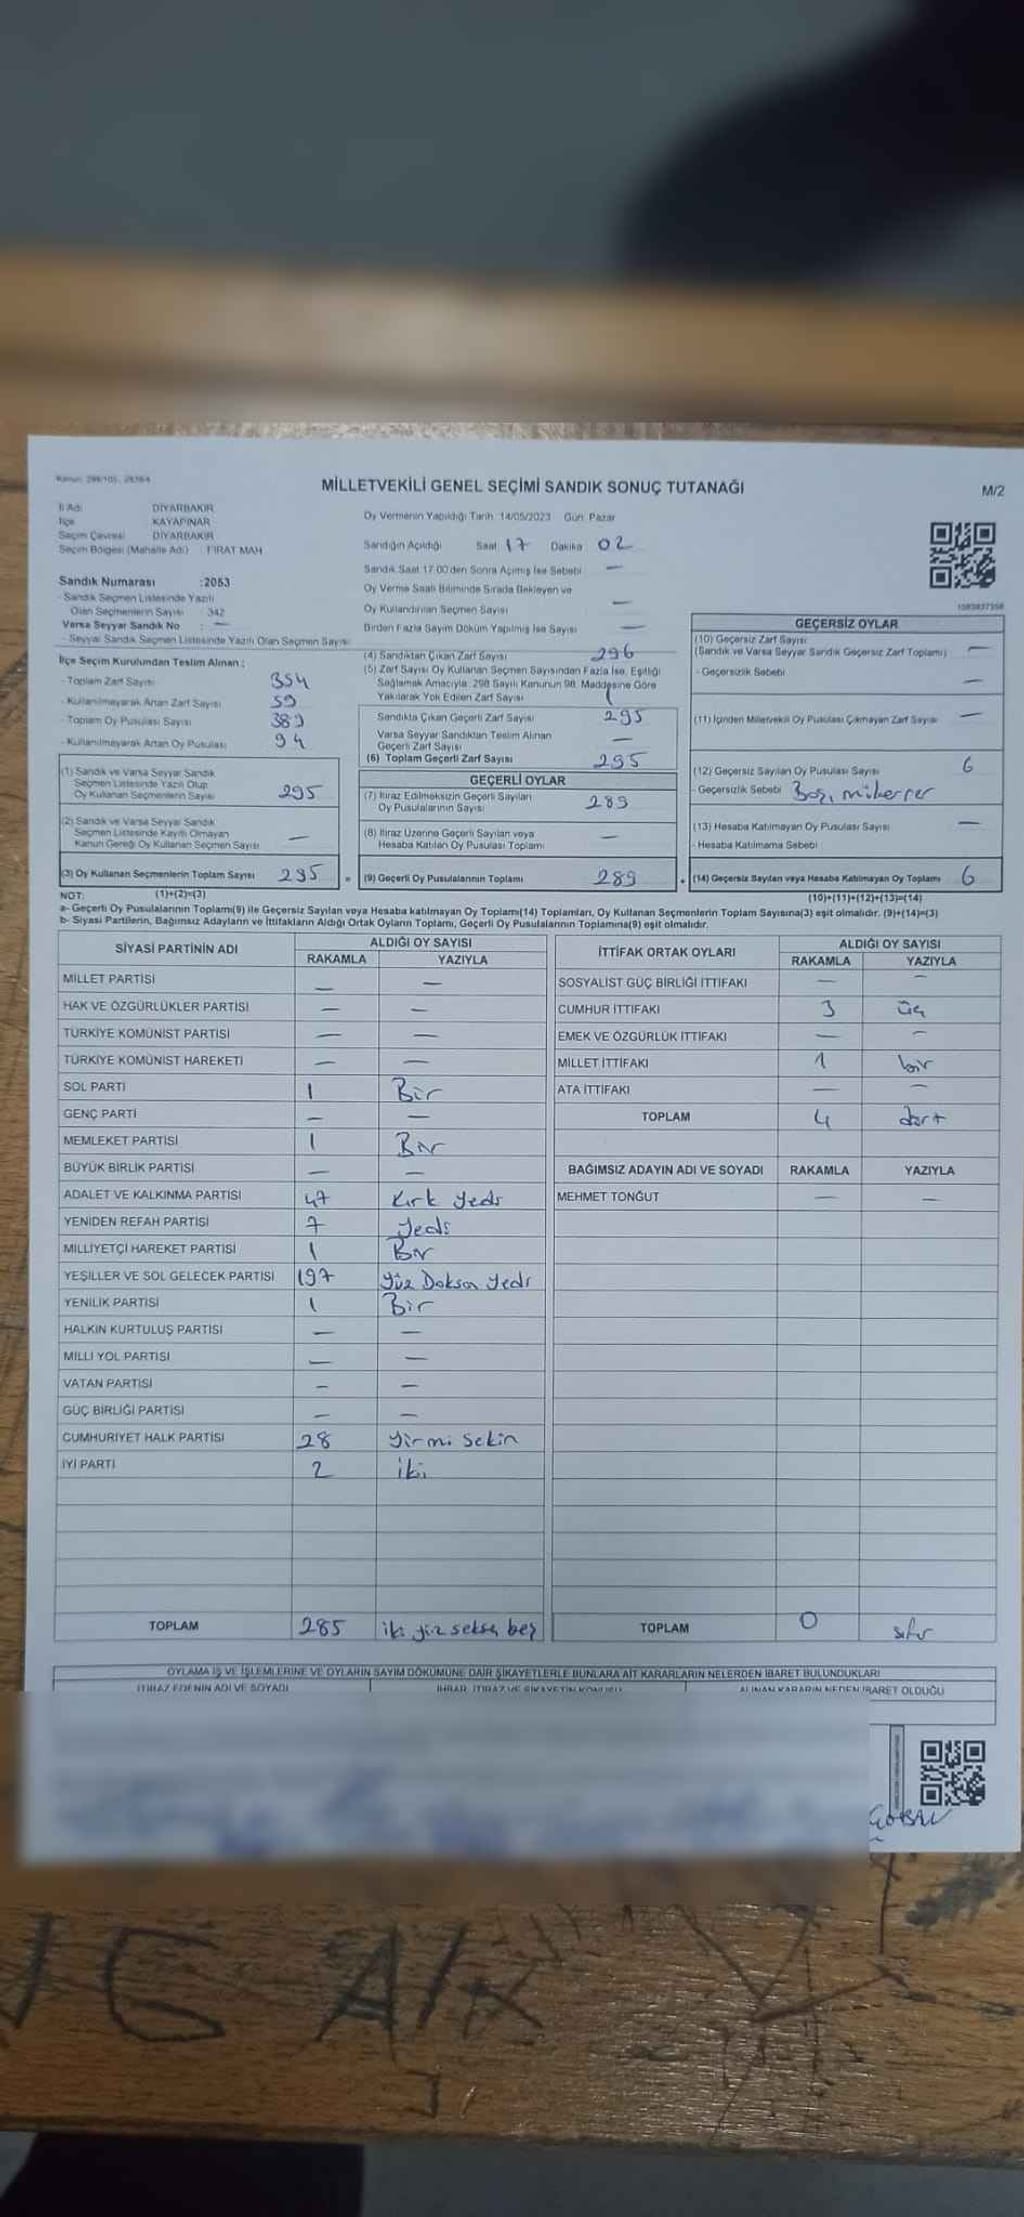 MİLLETVEKİLİ GENEL SEÇİMİ SANDIK SONUÇ TUTANAĞI
M/2
İl Adı DİYARBAKIR
İlçe KAYAPINAR
Seçim Çevresi DİYARBAKIR
Seçim Bölgesi (Mahalle Adı) : FIRAT MAH
Sandık Numarası :2053
- Sandık Seçmen Listesinde Yazılı
Olan Seçmenlerin Sayısı : 342
Varsa Seyyar Sandık No : —
- Seyyar Sandık Seçmen Listesinde Yazılı Olan Seçmen Sayısı
Oy Vermenin Yapıldığı Tarih 14/05/2023 Gün: Pazar
Sandığın Açıldığı Saat 17 Dakika 02
Sandık Saat 17:00'den Sonra Açılmış İse Sebebi —
Oy Verme Saati Bitiminde Sırada Bekleyen ve
Oy Kullandırılan Seçmen Sayısı —
Birden Fazla Sayım Döküm Yapılmış İse Sayısı —
İlçe Seçim Kurulundan Teslim Alınan ;
- Toplam Zarf Sayısı 354
- Kullanılmayarak Artan Zarf Sayısı 59
- Toplam Oy Pusulası Sayısı 389
- Kullanılmayarak Artan Oy Pusulası 94
(1) Sandık ve Varsa Seyyar Sandık
Seçmen Listesinde Yazılı Olup
Oy Kullanan Seçmenlerin Sayısı 295
(2) Sandık ve Varsa Seyyar Sandık
Seçmen Listesinde Kayıtlı Olmayan
Kanun Gereği Oy Kullanan Seçmen Sayısı —
(3) Oy Kullanan Seçmenlerin Toplam Sayısı 295 =
(4) Sandıktan Çıkan Zarf Sayısı 296
(5) Zarf Sayısı Oy Kullanan Seçmen Sayısından Fazla İse, Eşitliği
Sağlamak Amacıyla 298 Sayılı Kanunun 98. Maddesine Göre
Yakılarak Yok Edilen Zarf Sayısı 1
Sandıkta Çıkan Geçerli Zarf Sayısı 295
Varsa Seyyar Sandıktan Teslim Alınan
Geçerli Zarf Sayısı —
(6) Toplam Geçerli Zarf Sayısı 295
GEÇERLİ OYLAR
(7) İtiraz Edilmeksizin Geçerli Sayılan
Oy Pusulalarının Sayısı 289
(8) İtiraz Üzerine Geçerli Sayılan veya
Hesaba Katılan Oy Pusulası Toplamı —
(9) Geçerli Oy Pusulalarının Toplamı 289 +
GEÇERSİZ OYLAR
(10) Geçersiz Zarf Sayısı
(Sandık ve Varsa Seyyar Sandık Geçersiz Zarf Toplamı) —
- Geçersizlik Sebebi —
(11) İçinden Milletvekili Oy Pusulası Çıkmayan Zarf Sayısı —
(12) Geçersiz Sayılan Oy Pusulası Sayısı 6
- Geçersizlik Sebebi Boş, müherrer
(13) Hesaba Katılmayan Oy Pusulası Sayısı —
- Hesaba Katılmama Sebebi
(14) Geçersiz Sayılan veya Hesaba Katılmayan Oy Toplamı 6
NOT: (1)+(2)=(3)
(10)+(11)+(12)+(13)=(14)
a- Geçerli Oy Pusulalarının Toplamı(9) ile Geçersiz Sayılan veya Hesaba katılmayan Oy Toplamı(14) Toplamları, Oy Kullanan Seçmenlerin Toplam Sayısına(3) eşit olmalıdır. (9)+(14)=(3)
b- Siyasi Partilerin, Bağımsız Adayların ve İttifakların Aldığı Ortak Oyların Toplamı, Geçerli Oy Pusulalarının Toplamına(9) eşit olmalıdır.
SİYASİ PARTİNİN ADI ALDIĞI OY SAYISI
RAKAMLA YAZIYLA
MİLLET PARTİSİ — —
HAK VE ÖZGÜRLÜKLER PARTİSİ — —
TÜRKİYE KOMÜNİST PARTİSİ — —
TÜRKİYE KOMÜNİST HAREKETİ — —
SOL PARTİ 1 Bir
GENÇ PARTİ — —
MEMLEKET PARTİSİ 1 Bir
BÜYÜK BİRLİK PARTİSİ — —
ADALET VE KALKINMA PARTİSİ 47 Kırk yedi
YENİDEN REFAH PARTİSİ 7 yedi
MİLLİYETÇİ HAREKET PARTİSİ 1 Bir
YEŞİLLER VE SOL GELECEK PARTİSİ 197 yüz Doksan yedi
YENİLİK PARTİSİ 1 Bir
HALKIN KURTULUŞ PARTİSİ — —
MİLLİ YOL PARTİSİ — —
VATAN PARTİSİ — —
GÜÇ BİRLİĞİ PARTİSİ — —
CUMHURİYET HALK PARTİSİ 28 yirmi sekin
İYİ PARTİ 2 iki
TOPLAM 285 iki yüz seksen beş
İTTİFAK ORTAK OYLARI ALDIĞI OY SAYISI
RAKAMLA YAZIYLA
SOSYALİST GÜÇ BİRLİĞİ İTTİFAKI — —
CUMHUR İTTİFAKI 3 üç
EMEK VE ÖZGÜRLÜK İTTİFAKI — —
MİLLET İTTİFAKI 1 bir
ATA İTTİFAKI — —
TOPLAM 4 dört
BAĞIMSIZ ADAYIN ADI VE SOYADI RAKAMLA YAZIYLA
MEHMET TONĞUT — —
TOPLAM 0 sıfır
OYLAMA İŞ VE İŞLEMLERİNE VE OYLARIN SAYIM DÖKÜMÜNE DAİR ŞİKAYETLERLE BUNLARA AİT KARARLARIN NELERDEN İBARET BULUNDUKLARI
İTİRAZ EDENİN ADI VE SOYADI İHBAR, İTİRAZ VE ŞİKAYETİN KONUSU ALINAN KARARIN NEDEN İBARET OLDUĞU